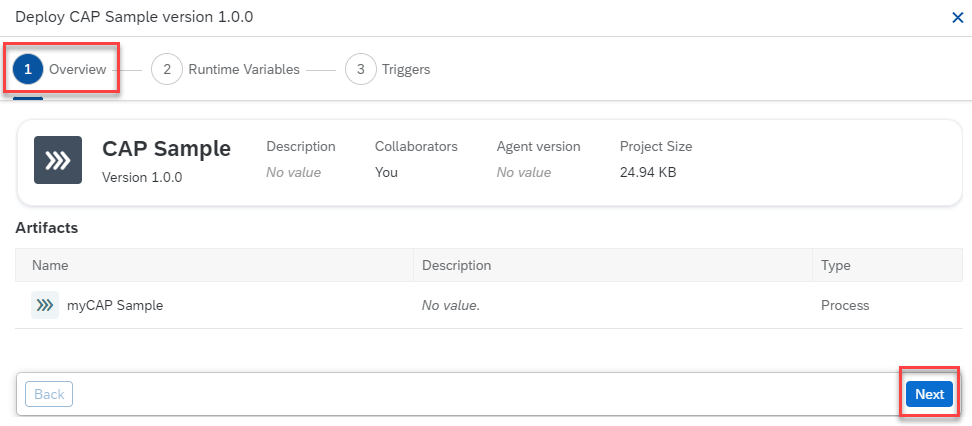 Deploy CAP Sample version 1.0.0
1 Overview 2 Runtime Variables 3 Triggers
CAP Sample Description Collaborators Agent version Project Size
Version 1.0.0 No value You No value 24.94 KB
Artifacts
Name Description Type
myCAP Sample No value. Process
Back Next